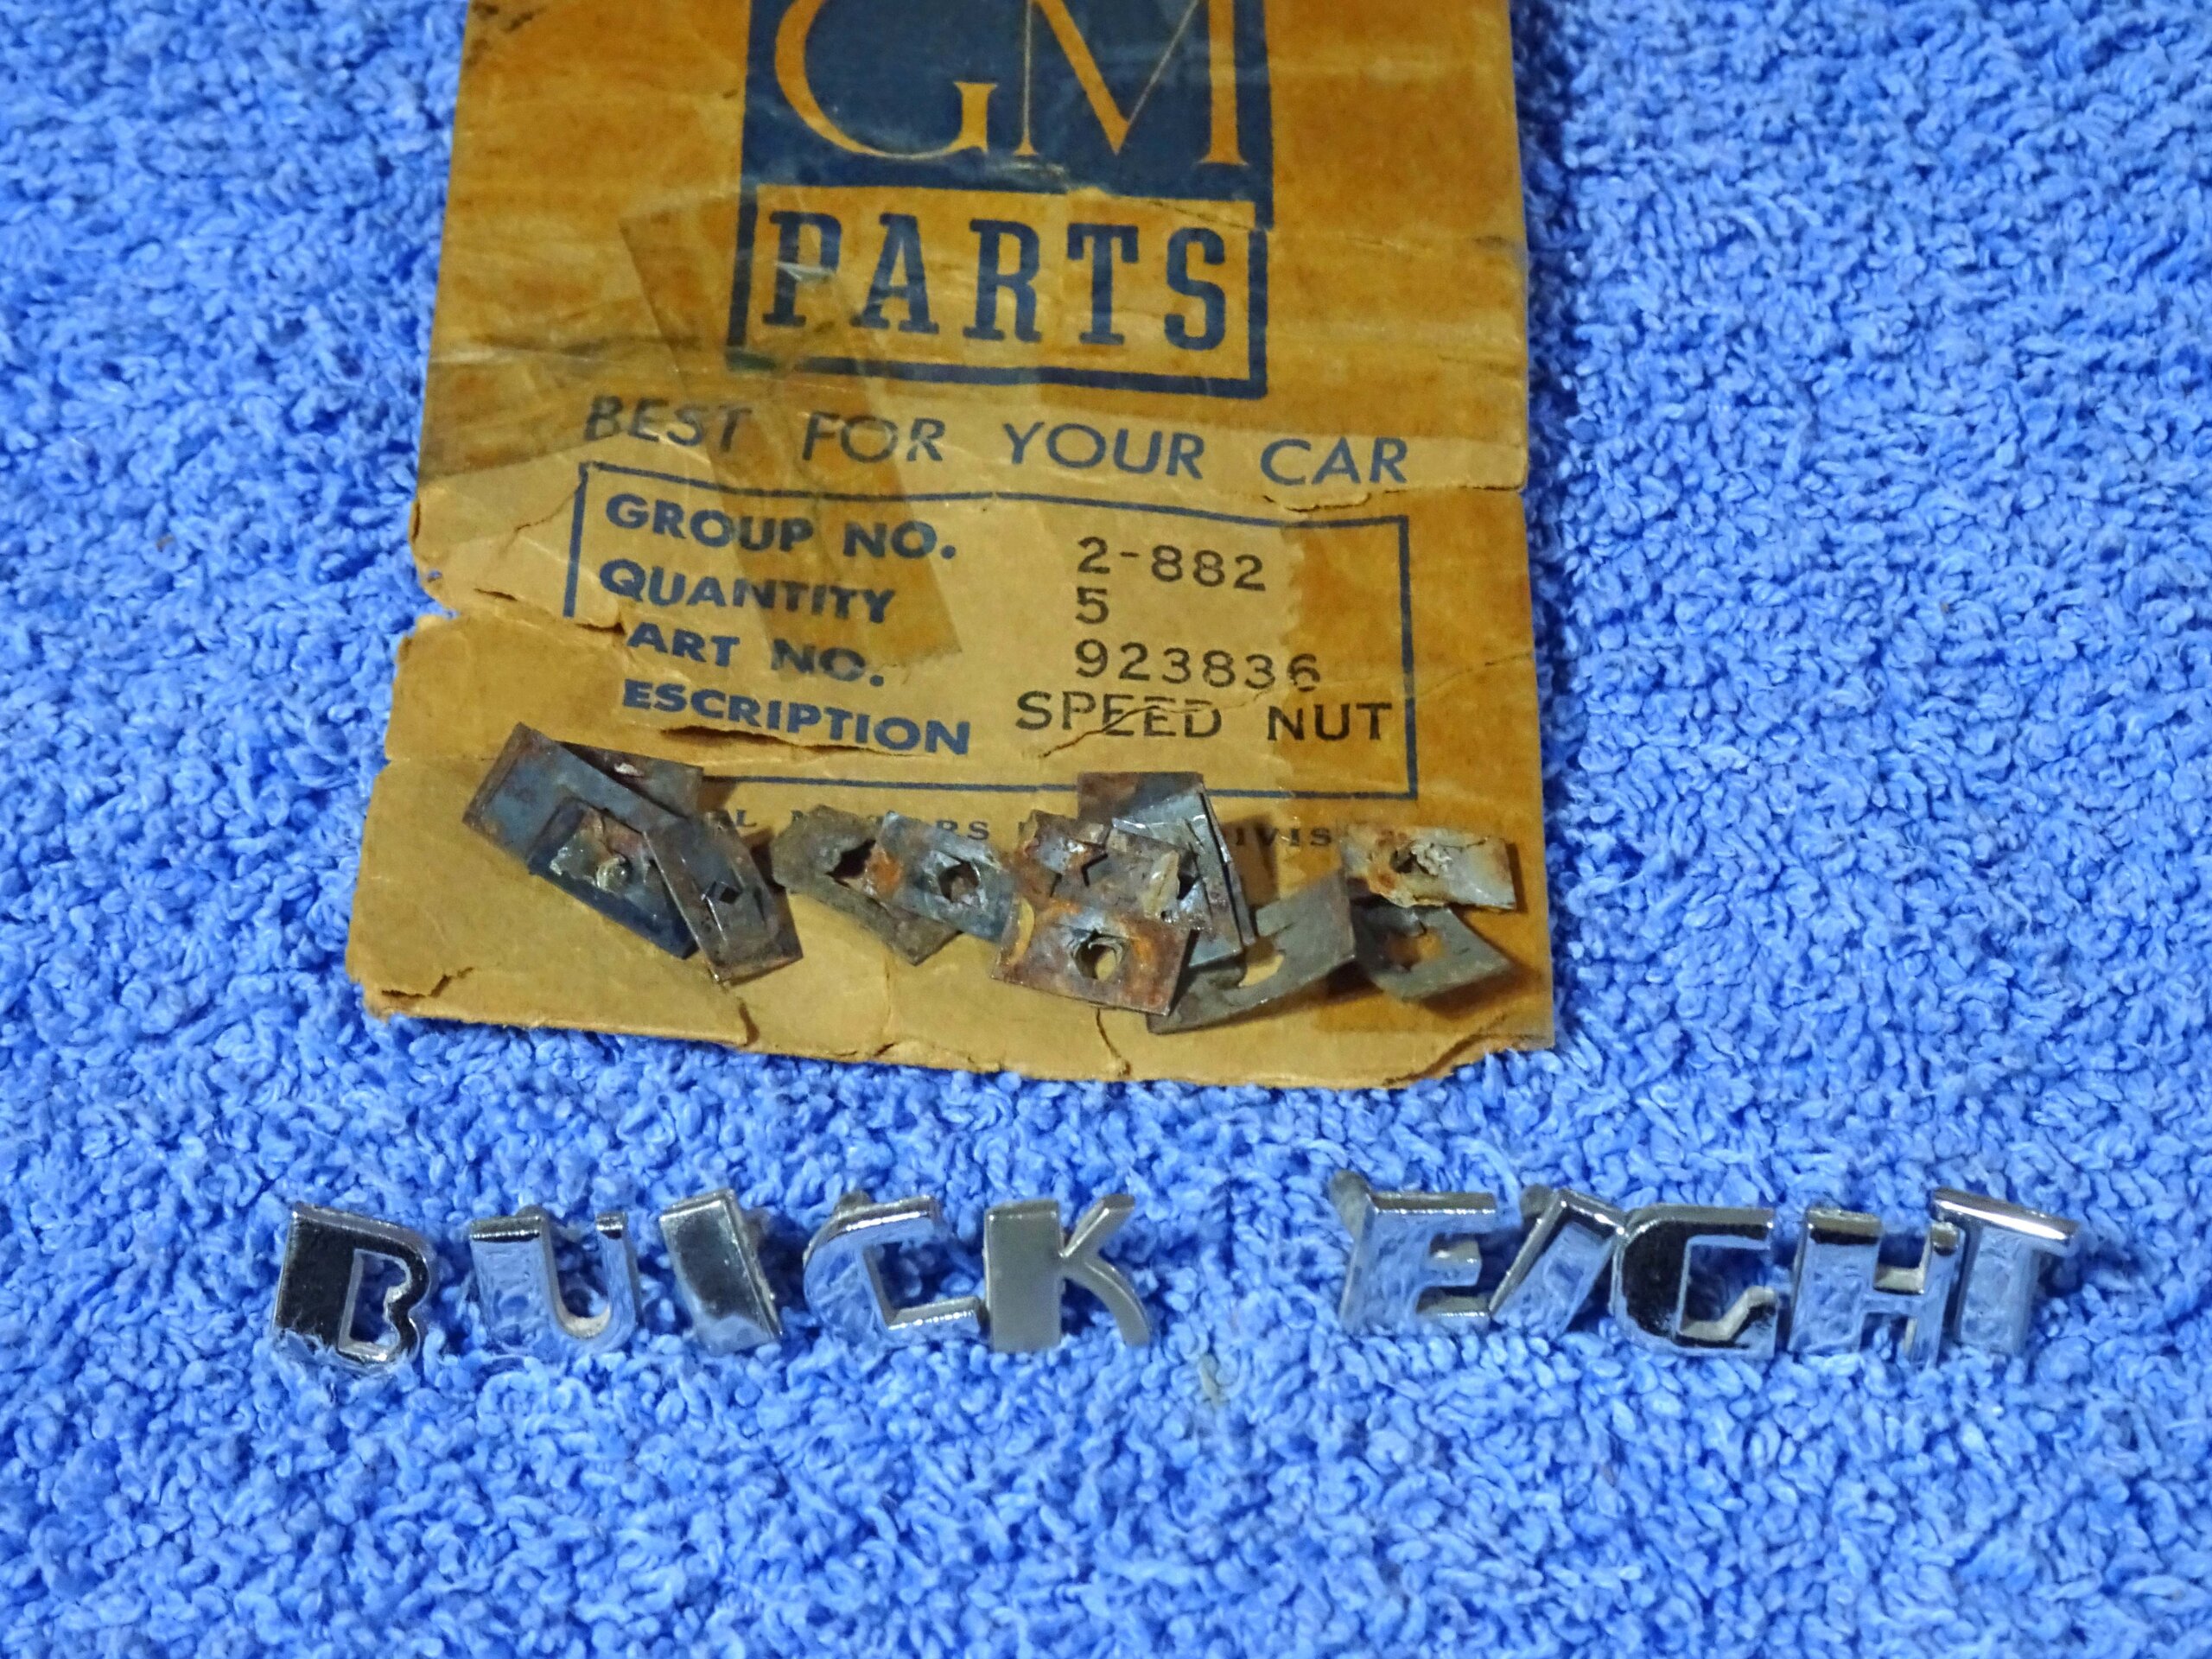 GM
PARTS
BEST FOR YOUR CAR
GROUP NO. 2-882
QUANTITY 5
ART NO. 923836
ESCRIPTION SPEED NUT
BUICK EIGHT